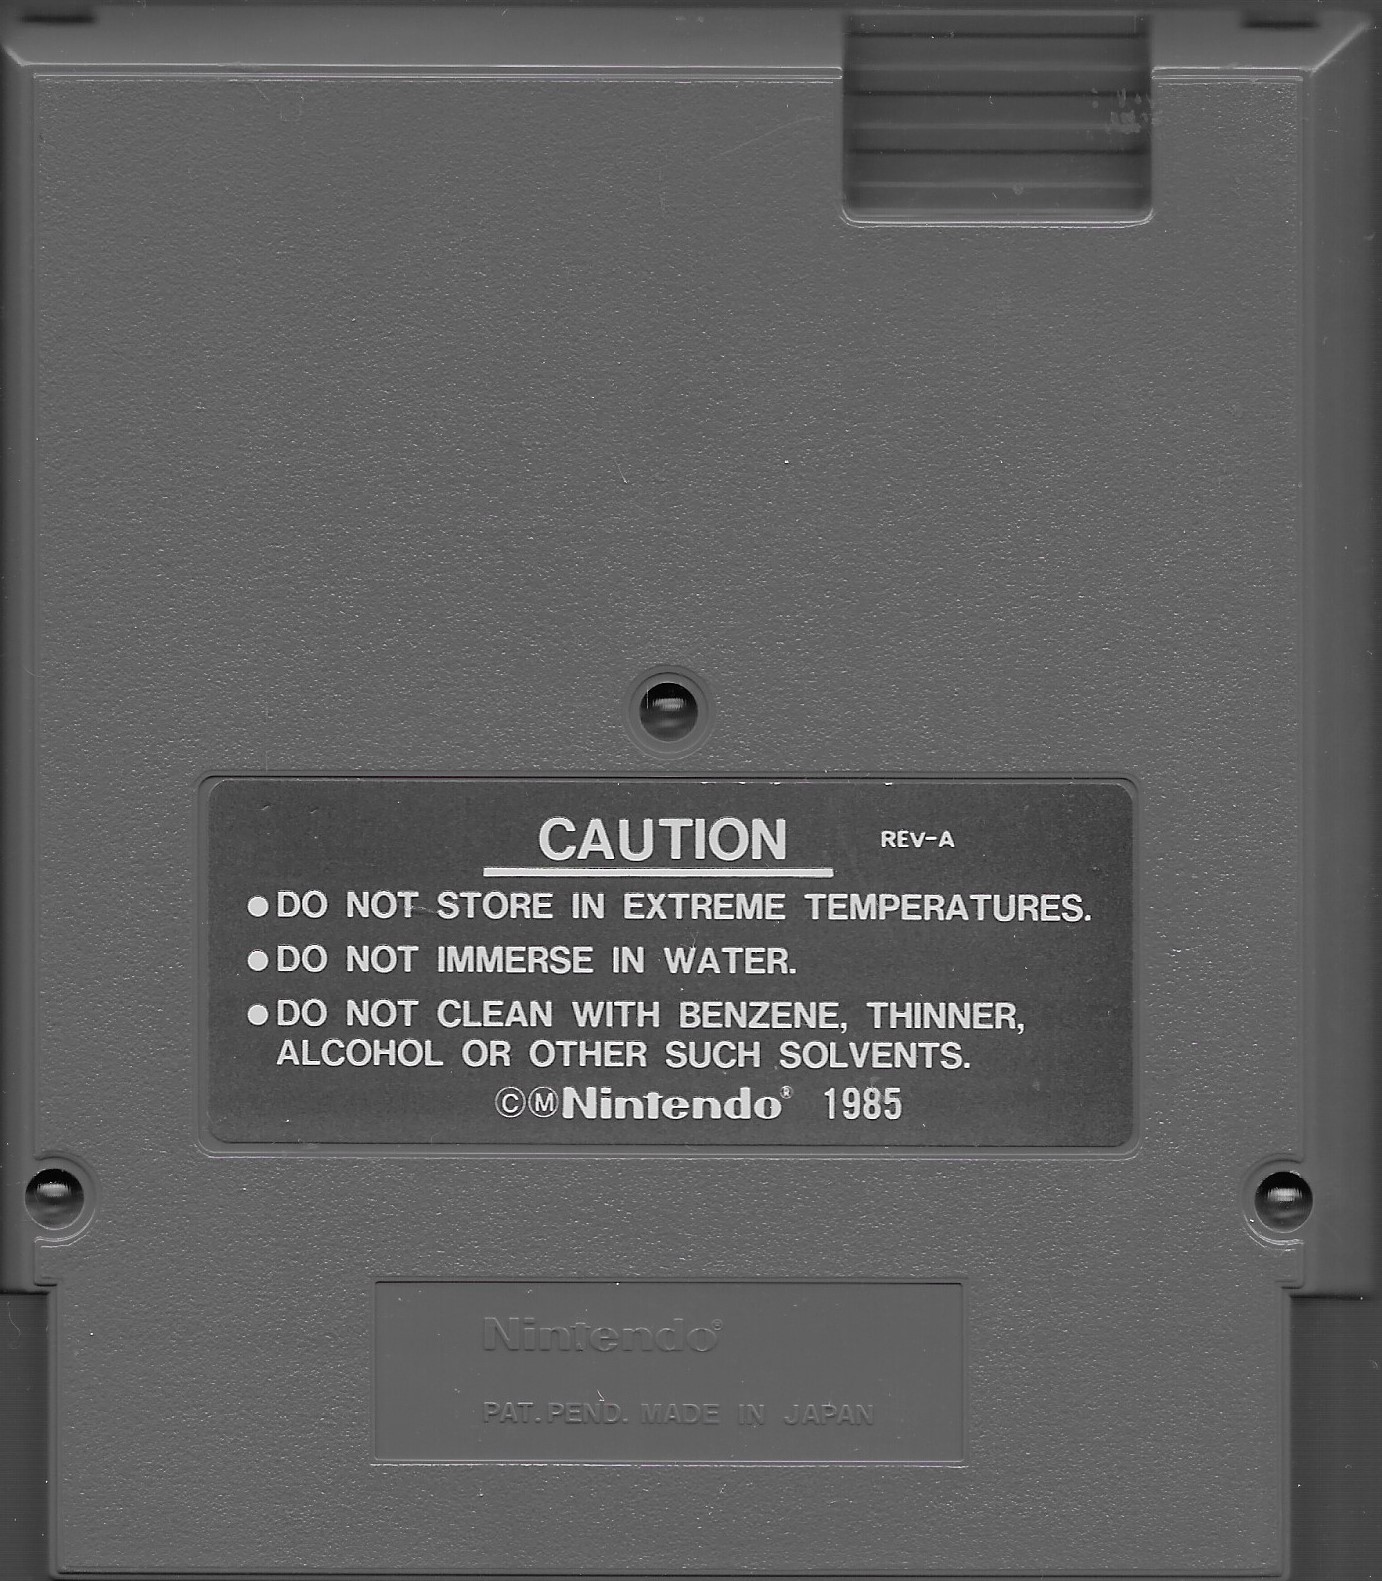 CAUTION REV-A
●DO NOT STORE IN EXTREME TEMPERATURES.
●DO NOT IMMERSE IN WATER.
●DO NOT CLEAN WITH BENZENE, THINNER,
ALCOHOL OR OTHER SUCH SOLVENTS.
ⒸⓂNintendo® 1985
Nintendo®
PAT. PEND. MADE IN JAPAN